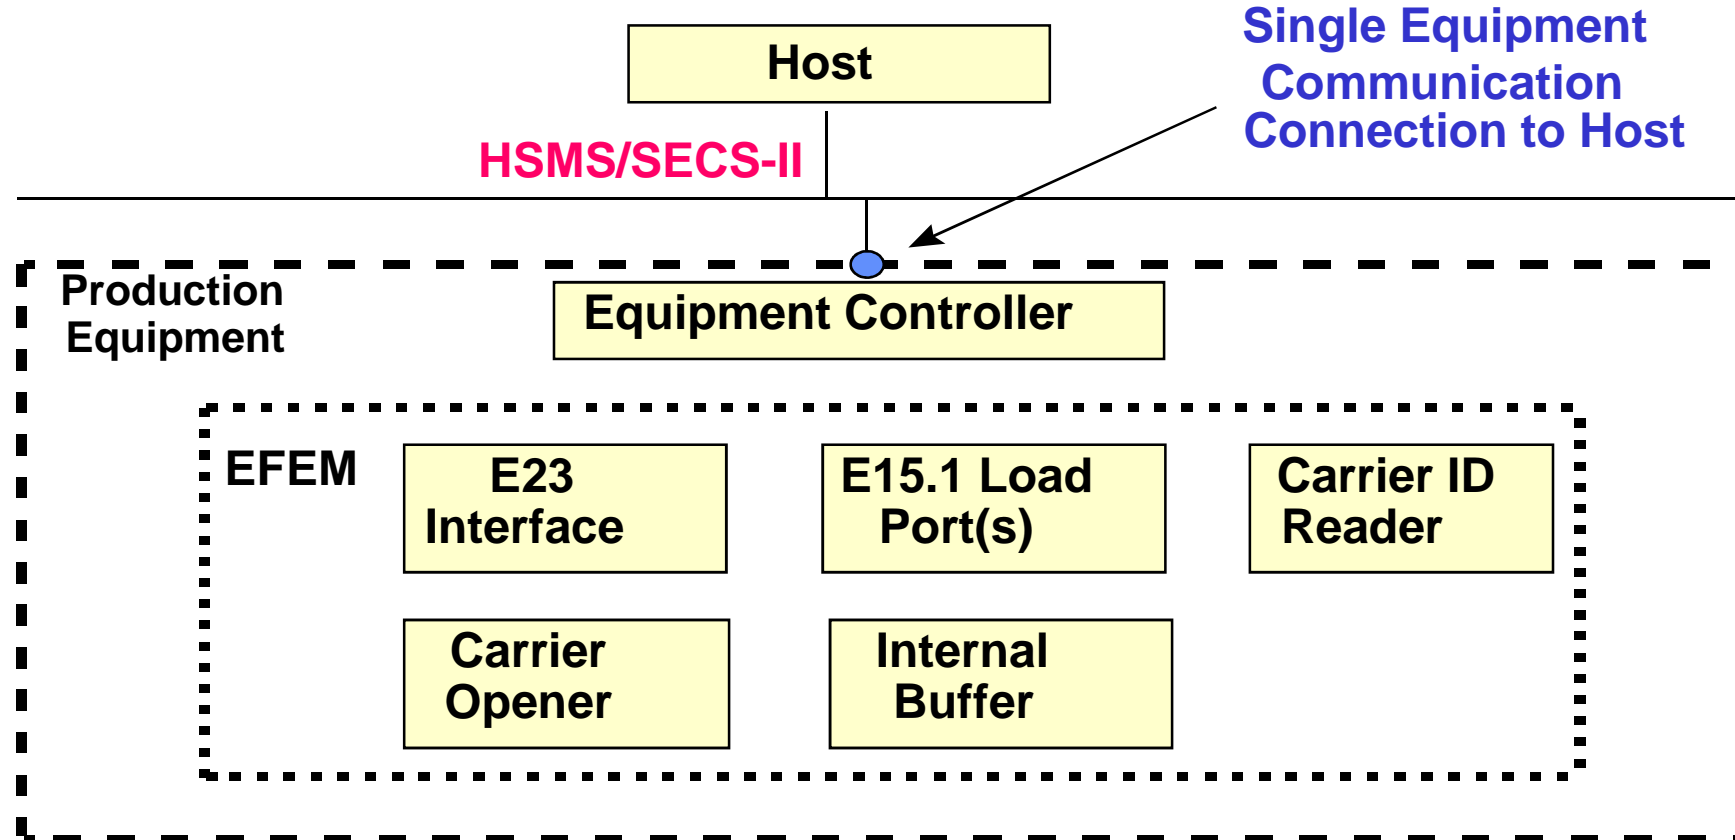 Host
Single Equipment
Communication
Connection to Host
HSMS/SECS-II
Production
Equipment
Equipment Controller
EFEM
E23
Interface
E15.1 Load
Port(s)
Carrier ID
Reader
Carrier
Opener
Internal
Buffer